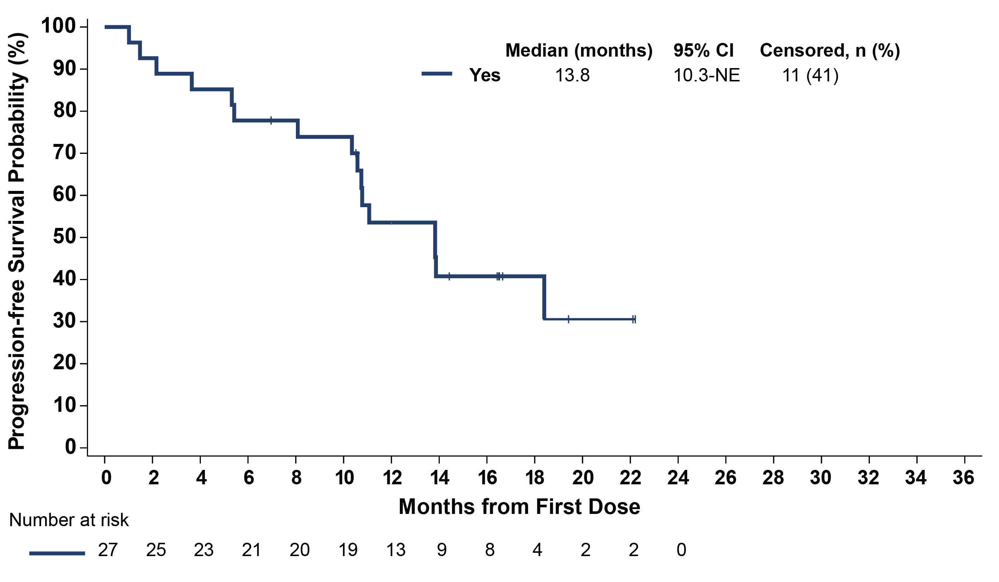 Progression-free Survival Probability (%)
100
90
80
70
60
50
40
30
20
10
0
Median (months) 95% CI Censored, n (%)
Yes 13.8 10.3-NE 11 (41)
0 2 4 6 8 10 12 14 16 18 20 22 24 26 28 30 32 34 36
Months from First Dose
Number at risk
27 25 23 21 20 19 13 9 8 4 2 2 0